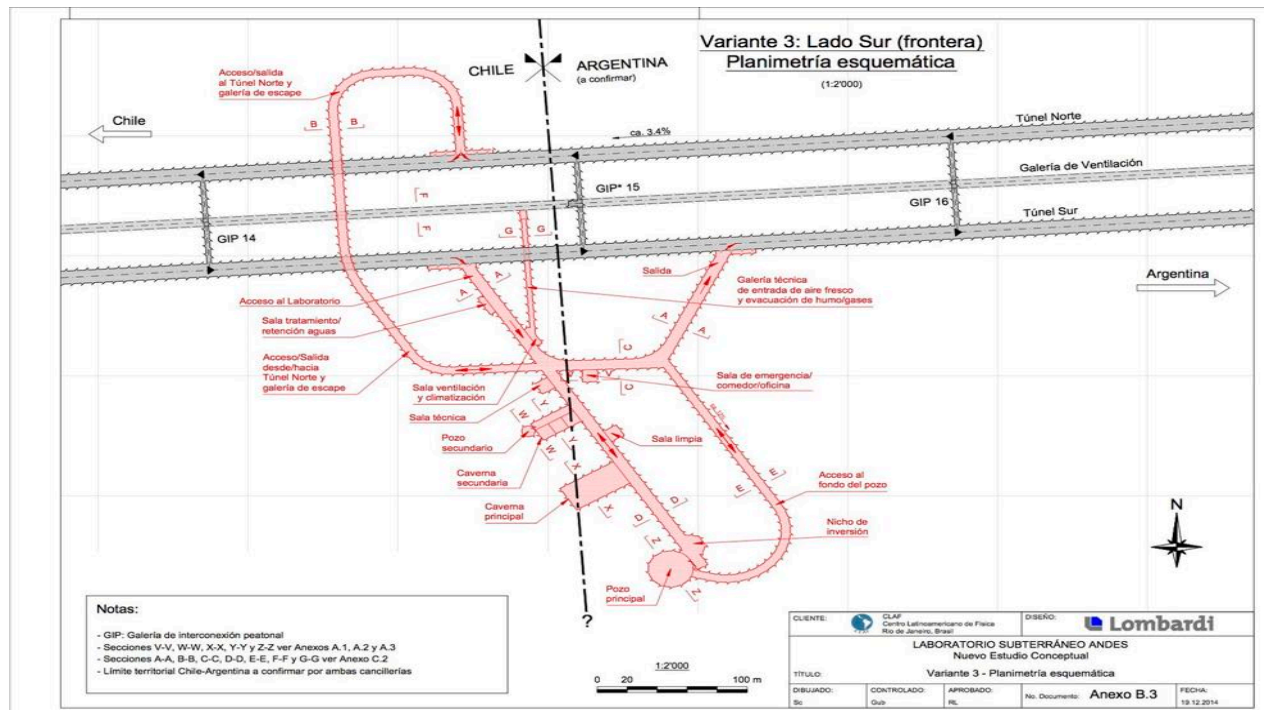 Variante 3: Lado Sur (frontera)
Planimetría esquemática
(1:2'000)
CHILE
ARGENTINA
(a confirmar)
Acceso/salida
al Túnel Norte y
galería de escape
Chile
B
B
ca. 3.4%
Túnel Norte
Galería de Ventilación
Túnel Sur
GIP 14
GIP* 15
GIP 16
F
F
G
G
Argentina
Acceso al Laboratorio
A
A
Salida
Galería técnica
de entrada de aire fresco
y evacuación de humo/gases
Sala tratamiento/
retención aguas
A
A
Acceso/Salida
desde/hacia
Túnel Norte y
galería de escape
C
C
V
Sala ventilación
y climatización
Sala de emergencia/
comedor/oficina
Sala técnica
W
Y
Pozo
secundario
Sala limpia
W
Y
X
Caverna
secundaria
Caverna
principal
X
D
D
E
E
Acceso al
fondo del pozo
Z
Nicho de
inversión
Pozo
principal
Z
N
?
Notas:
- GIP: Galería de interconexión peatonal
- Secciones V-V, W-W, X-X, Y-Y y Z-Z ver Anexos A.1, A.2 y A.3
- Secciones A-A, B-B, C-C, D-D, E-E, F-F y G-G ver Anexo C.2
- Límite territorial Chile-Argentina a confirmar por ambas cancillerías
1:2'000
0 20 100 m
CLIENTE:
CLAF
Centro Latinoamericano de Física
Rio de Janeiro, Brasil
DISEÑO:
Lombardi
LABORATORIO SUBTERRÁNEO ANDES
Nuevo Estudio Conceptual
TÍTULO:
Variante 3 - Planimetría esquemática
DIBUJADO:
Sc
CONTROLADO:
Gub
APROBADO:
RL
No. Documento: Anexo B.3
FECHA:
19.12.2014